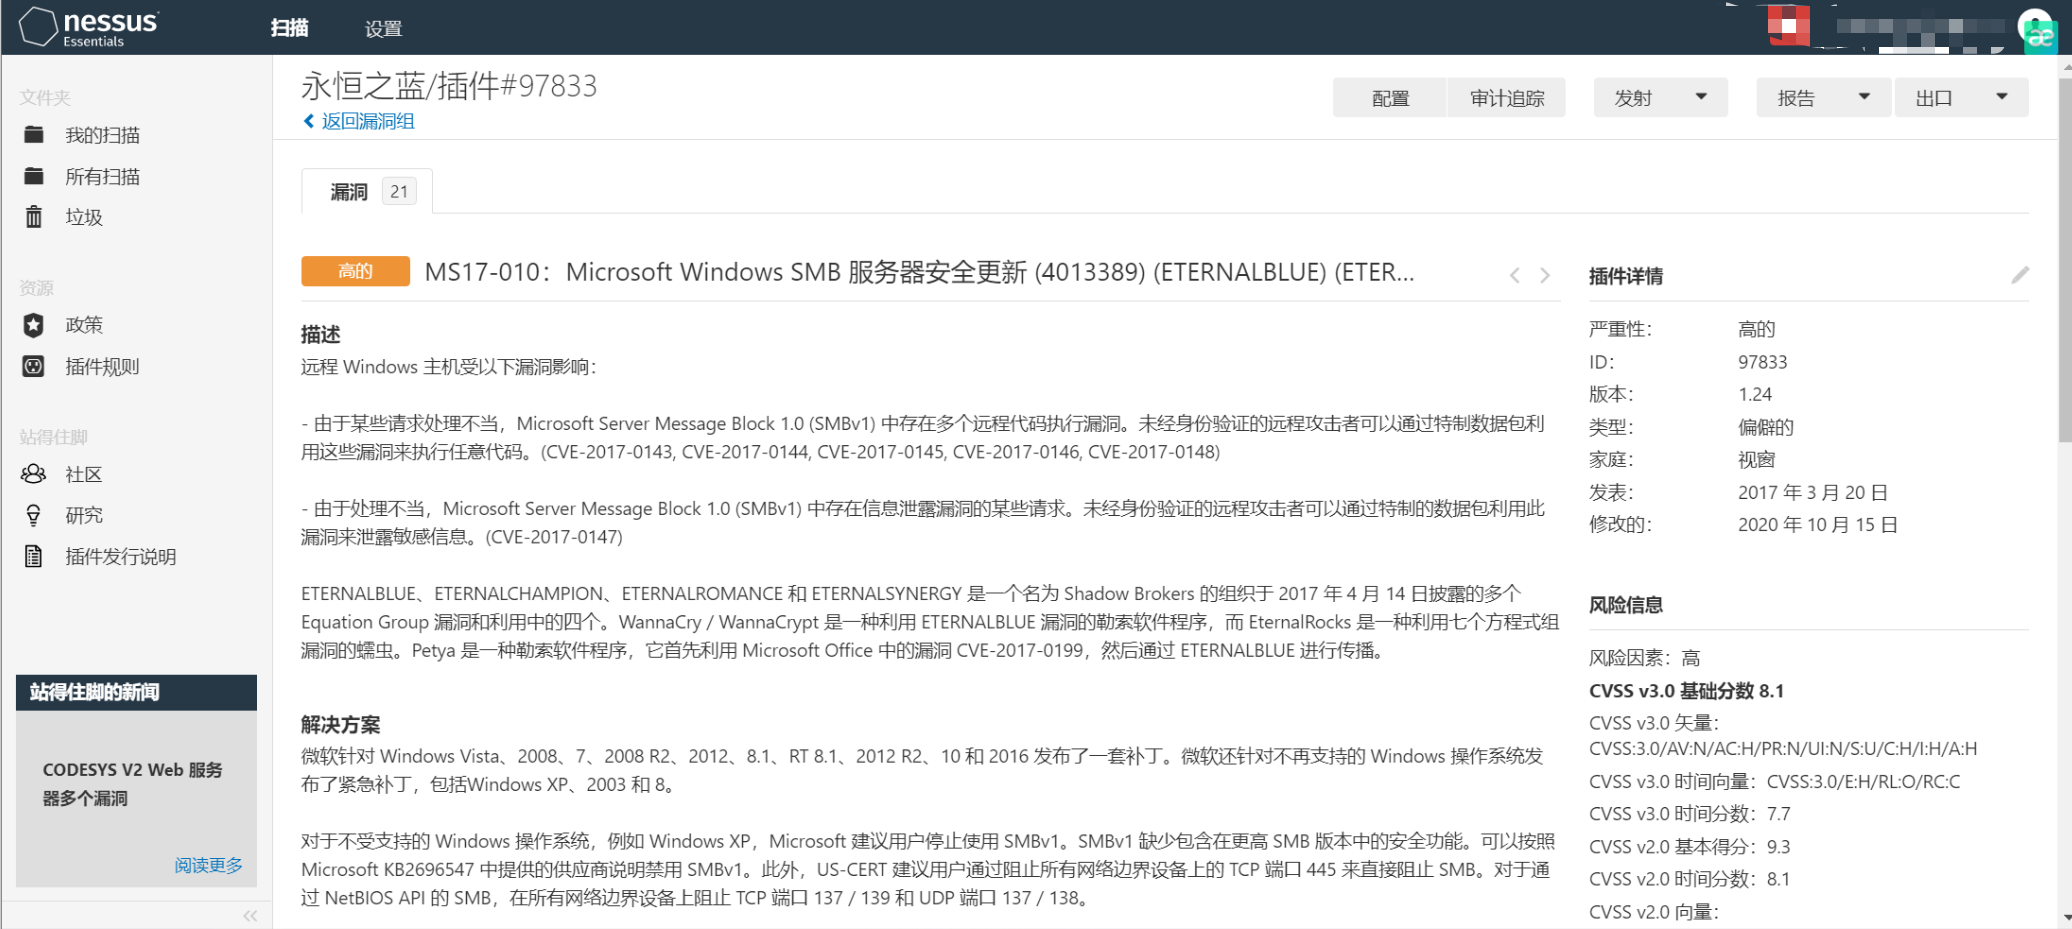 nessus
Essentials
扫描
设置
文件夹
我的扫描
所有扫描
垃圾
资源
政策
插件规则
站得住脚
社区
研究
插件发行说明
站得住脚的新闻
CODESYS V2 Web 服务
器多个漏洞
阅读更多
永恒之蓝/插件#97833
返回漏洞组
配置
审计追踪
发射
报告
出口
漏洞 21
高的
MS17-010：Microsoft Windows SMB 服务器安全更新 (4013389) (ETERNALBLUE) (ETER...
描述
远程 Windows 主机受以下漏洞影响：
- 由于某些请求处理不当，Microsoft Server Message Block 1.0 (SMBv1) 中存在多个远程代码执行漏洞。未经身份验证的远程攻击者可以通过特制数据包利
用这些漏洞来执行任意代码。(CVE-2017-0143, CVE-2017-0144, CVE-2017-0145, CVE-2017-0146, CVE-2017-0148)
- 由于处理不当，Microsoft Server Message Block 1.0 (SMBv1) 中存在信息泄露漏洞的某些请求。未经身份验证的远程攻击者可以通过特制的数据包利用此
漏洞来泄露敏感信息。(CVE-2017-0147)
ETERNALBLUE、ETERNALCHAMPION、ETERNALROMANCE 和 ETERNALSYNERGY 是一个名为 Shadow Brokers 的组织于 2017 年 4 月 14 日披露的多个
Equation Group 漏洞和利用中的四个。WannaCry / WannaCrypt 是一种利用 ETERNALBLUE 漏洞的勒索软件程序，而 EternalRocks 是一种利用七个方程式组
漏洞的蠕虫。Petya 是一种勒索软件程序，它首先利用 Microsoft Office 中的漏洞 CVE-2017-0199，然后通过 ETERNALBLUE 进行传播。
解决方案
微软针对 Windows Vista、2008、7、2008 R2、2012、8.1、RT 8.1、2012 R2、10 和 2016 发布了一套补丁。微软还针对不再支持的 Windows 操作系统发
布了紧急补丁，包括Windows XP、2003 和 8。
对于不受支持的 Windows 操作系统，例如 Windows XP，Microsoft 建议用户停止使用 SMBv1。SMBv1 缺少包含在更高 SMB 版本中的安全功能。可以按照
Microsoft KB2696547 中提供的供应商说明禁用 SMBv1。此外，US-CERT 建议用户通过阻止所有网络边界设备上的 TCP 端口 445 来直接阻止 SMB。对于通
过 NetBIOS API 的 SMB，在所有网络边界设备上阻止 TCP 端口 137 / 139 和 UDP 端口 137 / 138。
插件详情
严重性： 高的
ID： 97833
版本： 1.24
类型： 偏僻的
家庭： 视窗
发表： 2017 年 3 月 20 日
修改的： 2020 年 10 月 15 日
风险信息
风险因素：高
CVSS v3.0 基础分数 8.1
CVSS v3.0 矢量：
CVSS:3.0/AV:N/AC:H/PR:N/UI:N/S:U/C:H/I:H/A:H
CVSS v3.0 时间向量：CVSS:3.0/E:H/RL:O/RC:C
CVSS v3.0 时间分数：7.7
CVSS v2.0 基本得分：9.3
CVSS v2.0 时间分数：8.1
CVSS v2.0 向量：